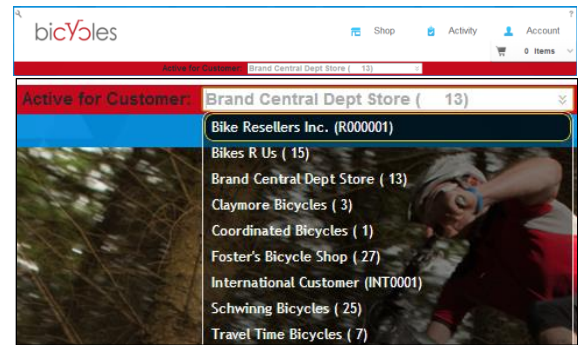 ?
bicycles
Shop Activity Account
0 Items
Active for Customer: Brand Central Dept Store ( 13)
Active for Customer: Brand Central Dept Store ( 13)
Bike Resellers Inc. (R000001)
Bikes R Us ( 15)
Brand Central Dept Store ( 13)
Claymore Bicycles ( 3)
Coordinated Bicycles ( 1)
Foster's Bicycle Shop ( 27)
International Customer (INT0001)
Schwinng Bicycles ( 25)
Travel Time Bicycles ( 7)